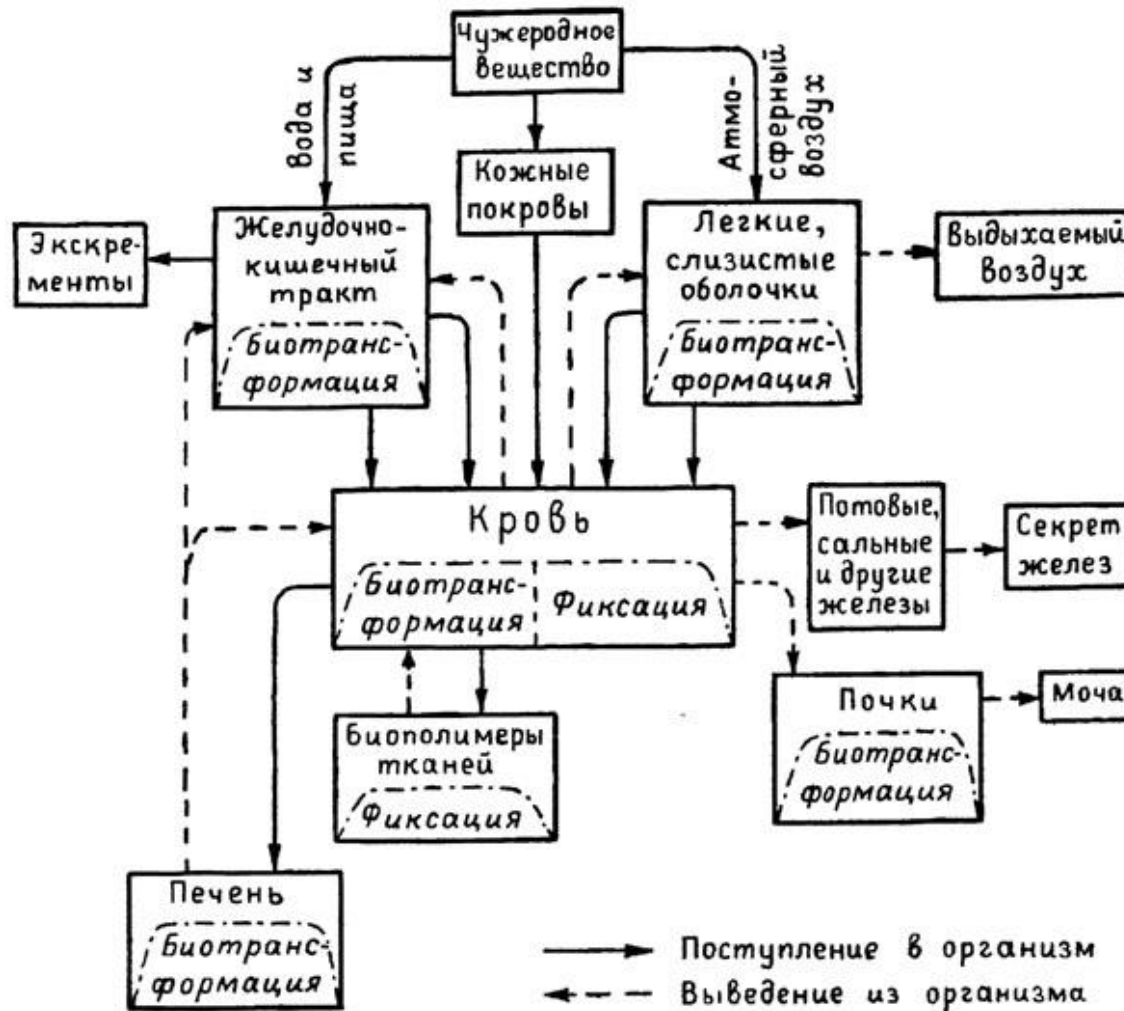 Чужеродное
вещество
Вода и
пища
Атмо-
сферный
воздух
Кожные
покровы
Экскре-
менты
Желудочно-
кишечный
тракт
Биотранс-
формация
Легкие,
слизистые
оболочки
Биотранс-
формация
Выдыхаемый
воздух
Кровь
Биотранс-
формация
Фиксация
Потовые,
сальные
и другие
железы
Секрет
желез
Биополимеры
тканей
Фиксация
Почки
Биотранс-
формация
Моча
Печень
Биотранс-
формация
Поступление в организм
Выведение из организма